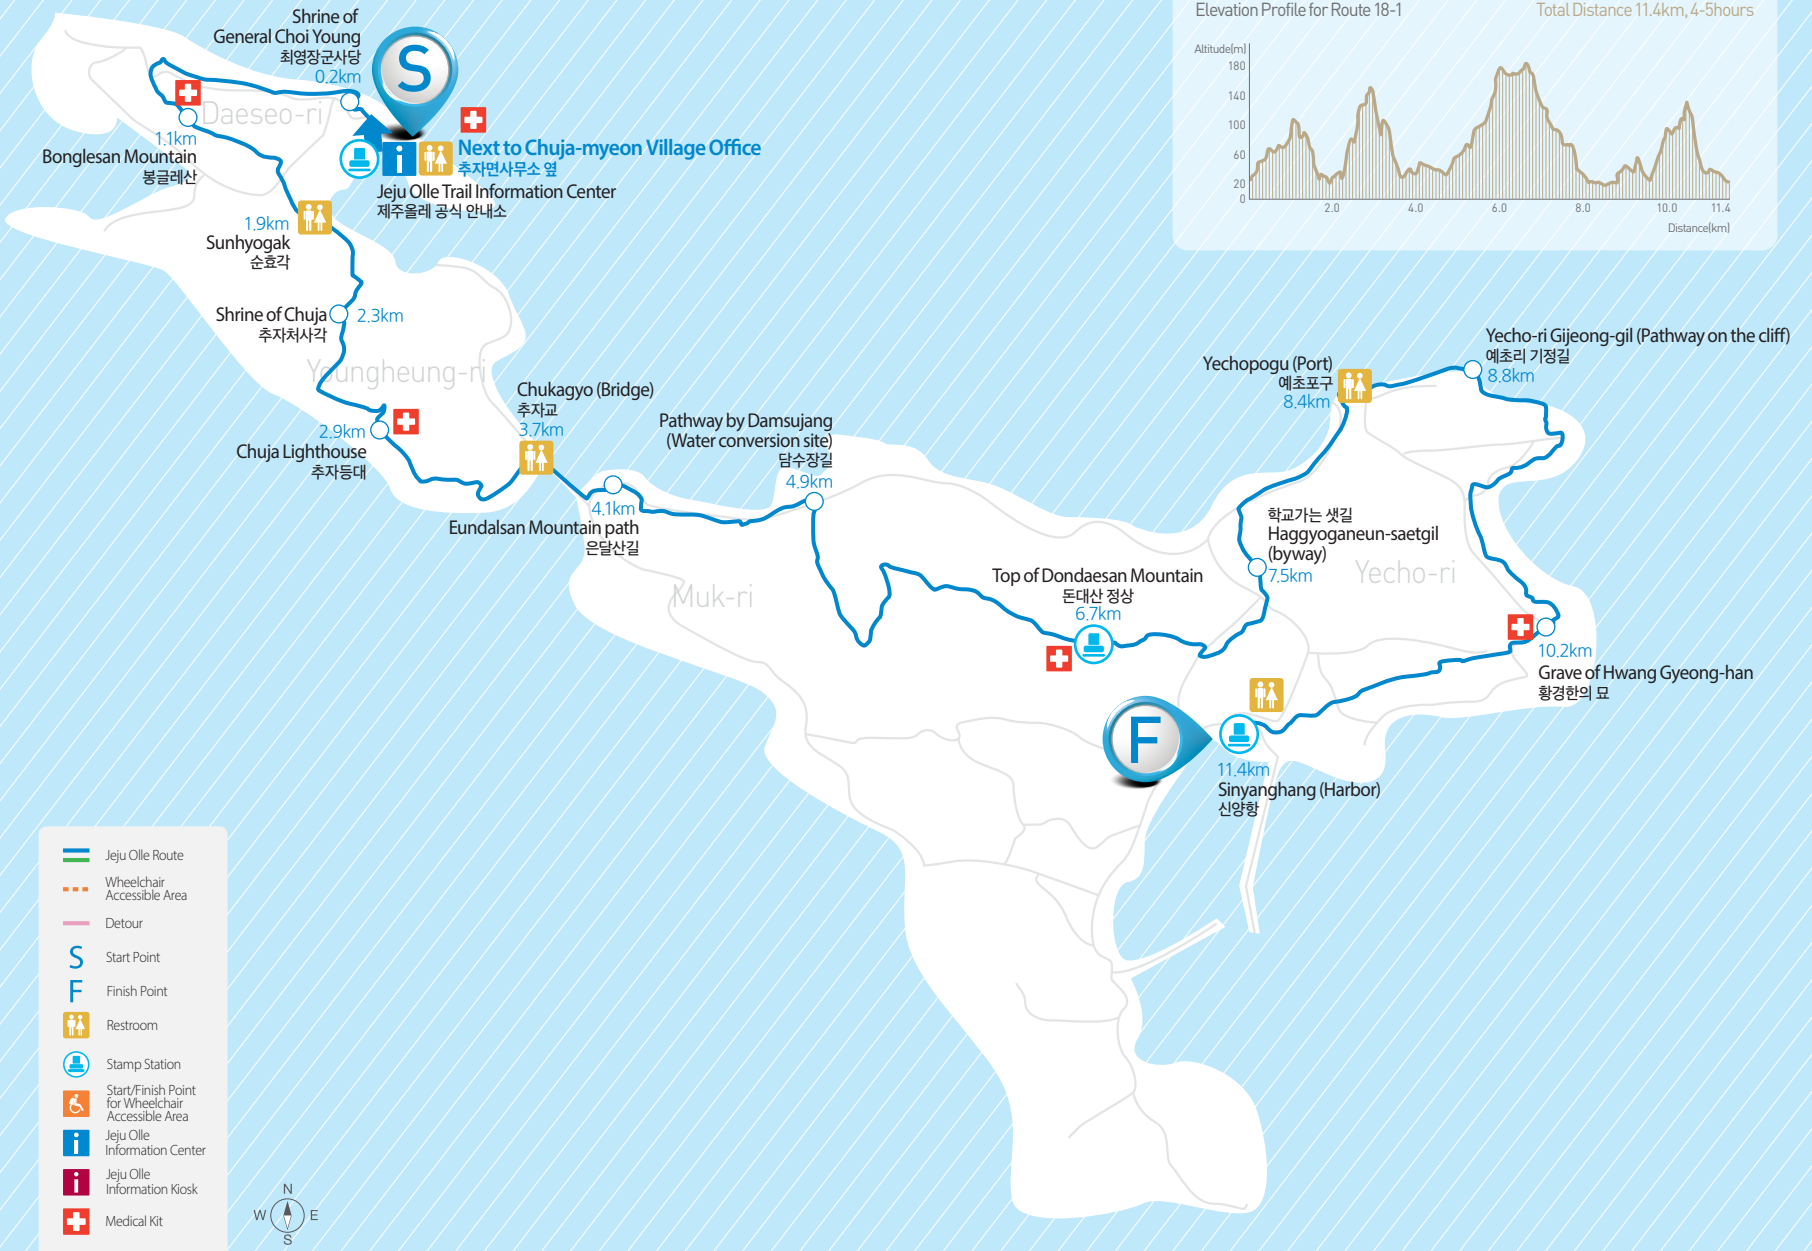 Elevation Profile for Route 18-1
Total Distance 11.4km, 4-5hours
Altitude(m)
180
140
100
60
20
0
2.0
4.0
6.0
8.0
10.0
11.4
Distance(km)
Shrine of
General Choi Young
최영장군사당
0.2km
S
Daeseo-ri
1.1km
Bonglesan Mountain
봉글레산
Next to Chuja-myeon Village Office
추자면사무소 옆
Jeju Olle Trail Information Center
제주올레 공식 안내소
1.9km
Sunhyogak
순효각
Shrine of Chuja
추자처사각
2.3km
Youngheung-ri
2.9km
Chuja Lighthouse
추자등대
Chukagyo (Bridge)
추자교
3.7km
4.1km
Eundalsan Mountain path
은달산길
Pathway by Damsujang
(Water conversion site)
담수장길
4.9km
Muk-ri
Top of Dondaesan Mountain
돈대산 정상
6.7km
학교가는 샛길
Haggyoganeun-saetgil
(byway)
7.5km
Yechopogu (Port)
예초포구
8.4km
Yecho-ri Gijeong-gil (Pathway on the cliff)
예초리 기정길
8.8km
Yecho-ri
10.2km
Grave of Hwang Gyeong-han
황경한의 묘
F
11.4km
Sinyanghang (Harbor)
신양항
Jeju Olle Route
Wheelchair
Accessible Area
Detour
S
Start Point
F
Finish Point
Restroom
Stamp Station
Start/Finish Point
for Wheelchair
Accessible Area
i
Jeju Olle
Information Center
i
Jeju Olle
Information Kiosk
Medical Kit
N
W
E
S